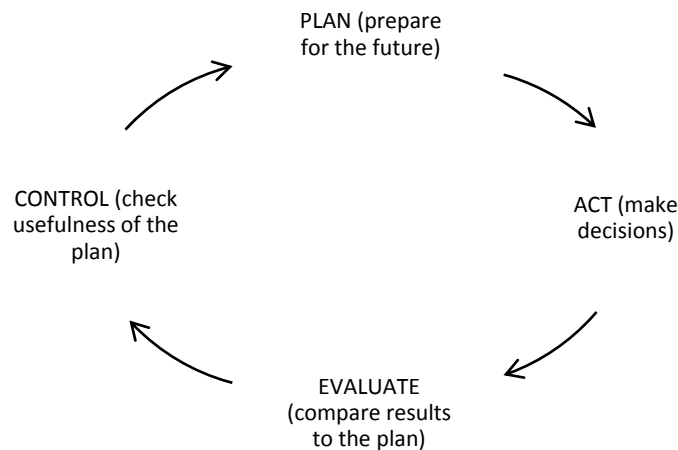 PLAN (prepare
for the future)
ACT (make
decisions)
EVALUATE
(compare results
to the plan)
CONTROL (check
usefulness of the
plan)